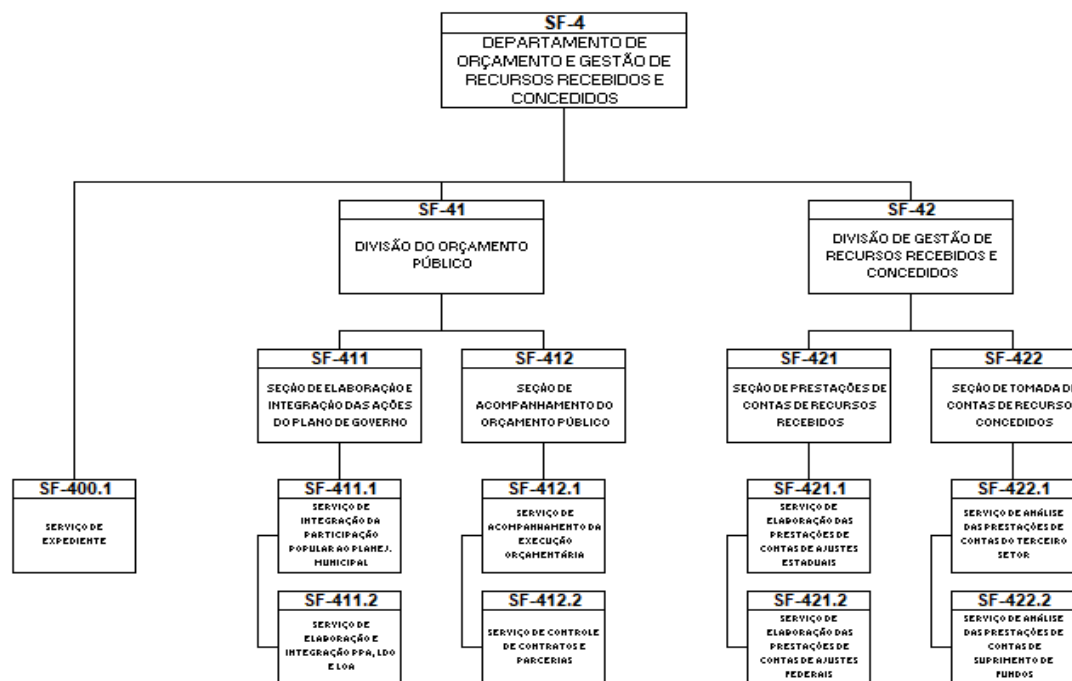 SF-4
DEPARTAMENTO DE
ORÇAMENTO E GESTÃO DE
RECURSOS RECEBIDOS E
CONCEDIDOS
SF-41
DIVISÃO DO ORÇAMENTO
PÚBLICO
SF-42
DIVISÃO DE GESTÃO DE
RECURSOS RECEBIDOS E
CONCEDIDOS
SF-411
SEÇÃO DE ELABORAÇÃO E
INTEGRAÇÃO DAS AÇÕES
DO PLANO DE GOVERNO
SF-412
SEÇÃO DE
ACOMPANHAMENTO DO
ORÇAMENTO PÚBLICO
SF-421
SEÇÃO DE PRESTAÇÕES DE
CONTAS DE RECURSOS
RECEBIDOS
SF-422
SEÇÃO DE TOMADA DE
CONTAS DE RECURSOS
CONCEDIDOS
SF-400.1
SERVIÇO DE
EXPEDIENTE
SF-411.1
SERVIÇO DE
INTEGRAÇÃO DA
PARTICIPAÇÃO
POPULAR AO PLANEJ.
MUNICIPAL
SF-412.1
SERVIÇO DE
ACOMPANHAMENTO DA
EXECUÇÃO
ORÇAMENTÁRIA
SF-421.1
SERVIÇO DE
ELABORAÇÃO DAS
PRESTAÇÕES DE
CONTAS DE AJUSTES
ESTADUAIS
SF-422.1
SERVIÇO DE ANÁLISE
DAS PRESTAÇÕES DE
CONTAS DO TERCEIRO
SETOR
SF-411.2
SERVIÇO DE
ELABORAÇÃO E
INTEGRAÇÃO PPA, LDO
E LOA
SF-412.2
SERVIÇO DE CONTROLE
DE CONTRATOS E
PARCERIAS
SF-421.2
SERVIÇO DE
ELABORAÇÃO DAS
PRESTAÇÕES DE
CONTAS DE AJUSTES
FEDERAIS
SF-422.2
SERVIÇO DE ANÁLISE
DAS PRESTAÇÕES DE
CONTAS DE
SUPRIMENTO DE
FUNDOS